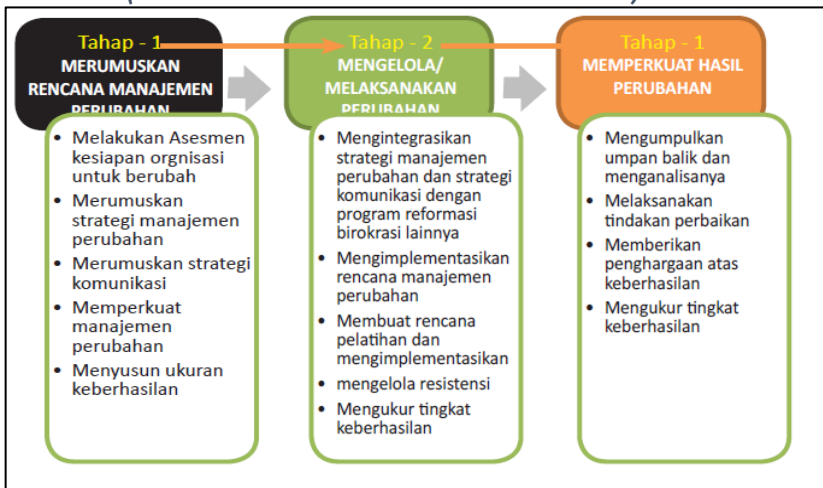 Tahap - 1
MERUMUSKAN
RENCANA MANAJEMEN
PERUBAHAN
• Melakukan Asesmen
kesiapan orgnisasi
untuk berubah
• Merumuskan
strategi manajemen
perubahan
• Merumuskan strategi
komunikasi
• Memperkuat
manajemen
perubahan
• Menyusun ukuran
keberhasilan
Tahap - 2
MENGELOLA/
MELAKSANAKAN
PERUBAHAN
• Mengintegrasikan
strategi manajemen
perubahan dan strategi
komunikasi dengan
program reformasi
birokrasi lainnya
• Mengimplementasikan
rencana manajemen
perubahan
• Membuat rencana
pelatihan dan
mengimplementasikan
• mengelola resistensi
• Mengukur tingkat
keberhasilan
Tahap - 1
MEMPERKUAT HASIL
PERUBAHAN
• Mengumpulkan
umpan balik dan
menganalisanya
• Melaksanakan
tindakan perbaikan
• Memberikan
penghargaan atas
keberhasilan
• Mengukur tingkat
keberhasilan